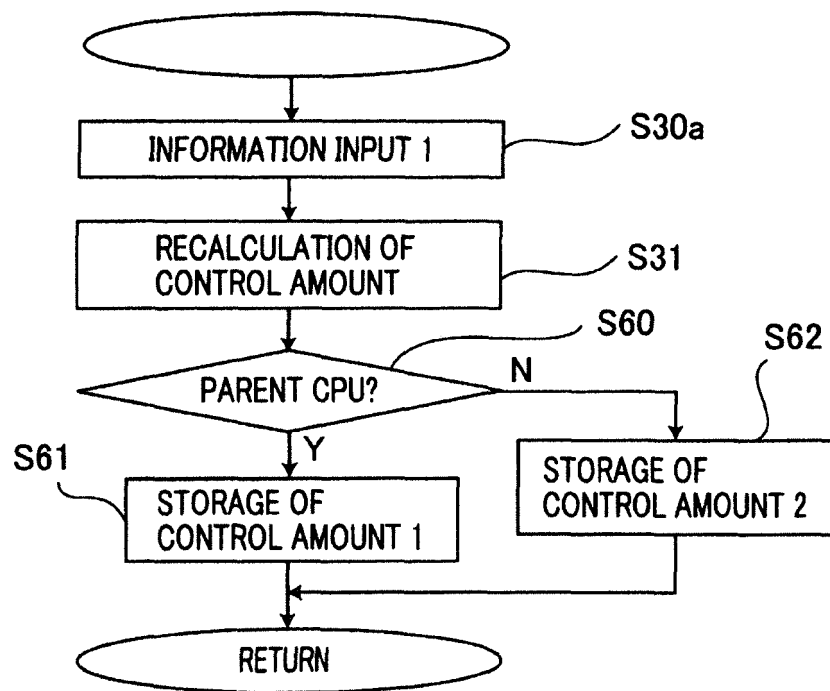 INFORMATION INPUT 1
S30a
RECALCULATION OF
CONTROL AMOUNT
S31
S60
PARENT CPU?
N
S62
Y
S61
STORAGE OF
CONTROL AMOUNT 1
STORAGE OF
CONTROL AMOUNT 2
RETURN